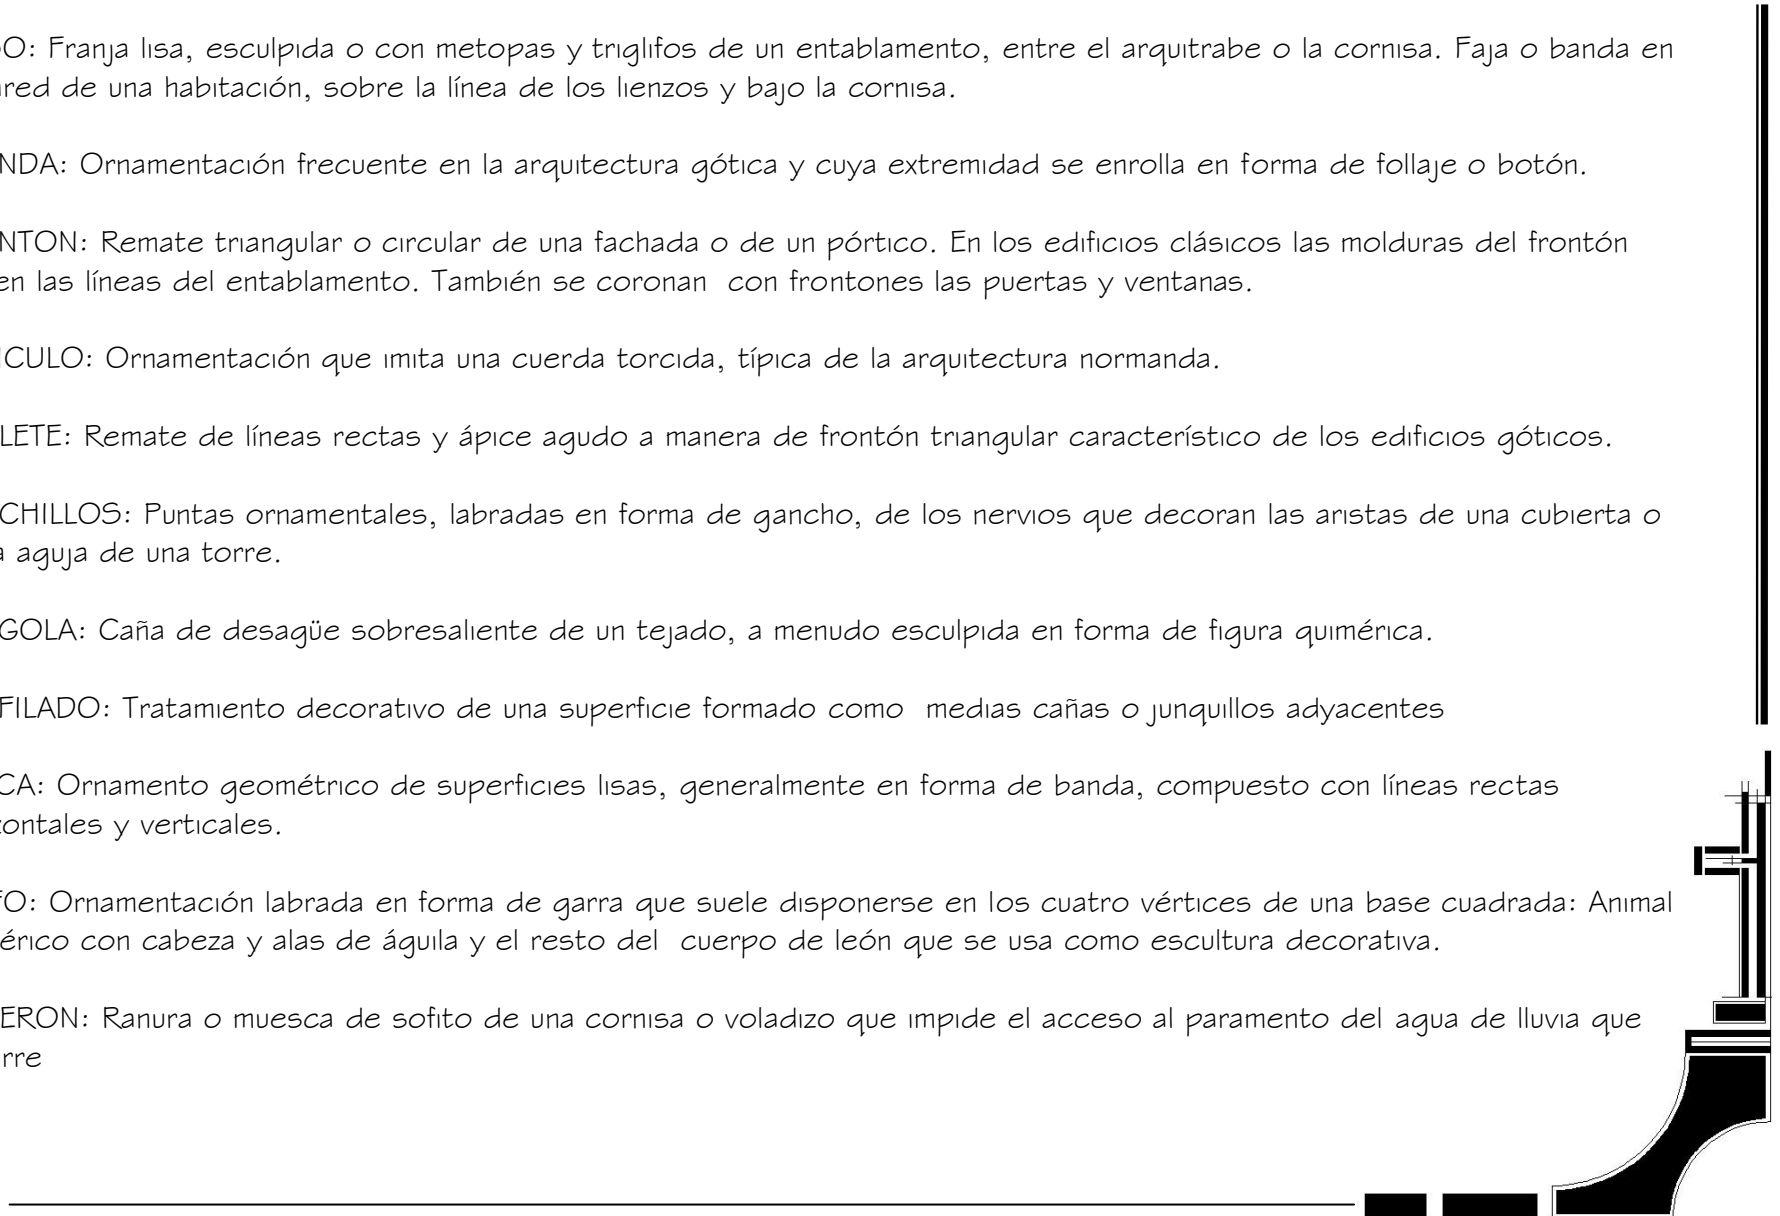 O: Franja lisa, esculpida o con metopas y triglifos de un entablamento, entre el arquitrabe o la cornisa. Faja o banda en
red de una habitación, sobre la línea de los lienzos y bajo la cornisa.
NDA: Ornamentación frecuente en la arquitectura gótica y cuya extremidad se enrolla en forma de follaje o botón.
NTON: Remate triangular o circular de una fachada o de un pórtico. En los edificios clásicos las molduras del frontón
en las líneas del entablamento. También se coronan con frontones las puertas y ventanas.
ICULO: Ornamentación que imita una cuerda torcida, típica de la arquitectura normanda.
LETE: Remate de líneas rectas y ápice agudo a manera de frontón triangular característico de los edificios góticos.
CHILLOS: Puntas ornamentales, labradas en forma de gancho, de los nervios que decoran las aristas de una cubierta o
a aguja de una torre.
GOLA: Caña de desagüe sobresaliente de un tejado, a menudo esculpida en forma de figura quimérica.
FILADO: Tratamiento decorativo de una superficie formado como medias cañas o junquillos adyacentes
CA: Ornamento geométrico de superficies lisas, generalmente en forma de banda, compuesto con líneas rectas
zontales y verticales.
FO: Ornamentación labrada en forma de garra que suele disponerse en los cuatro vértices de una base cuadrada: Animal
érico con cabeza y alas de águila y el resto del cuerpo de león que se usa como escultura decorativa.
ERON: Ranura o muesca de sofito de una cornisa o voladizo que impide el acceso al paramento del agua de lluvia que
rre